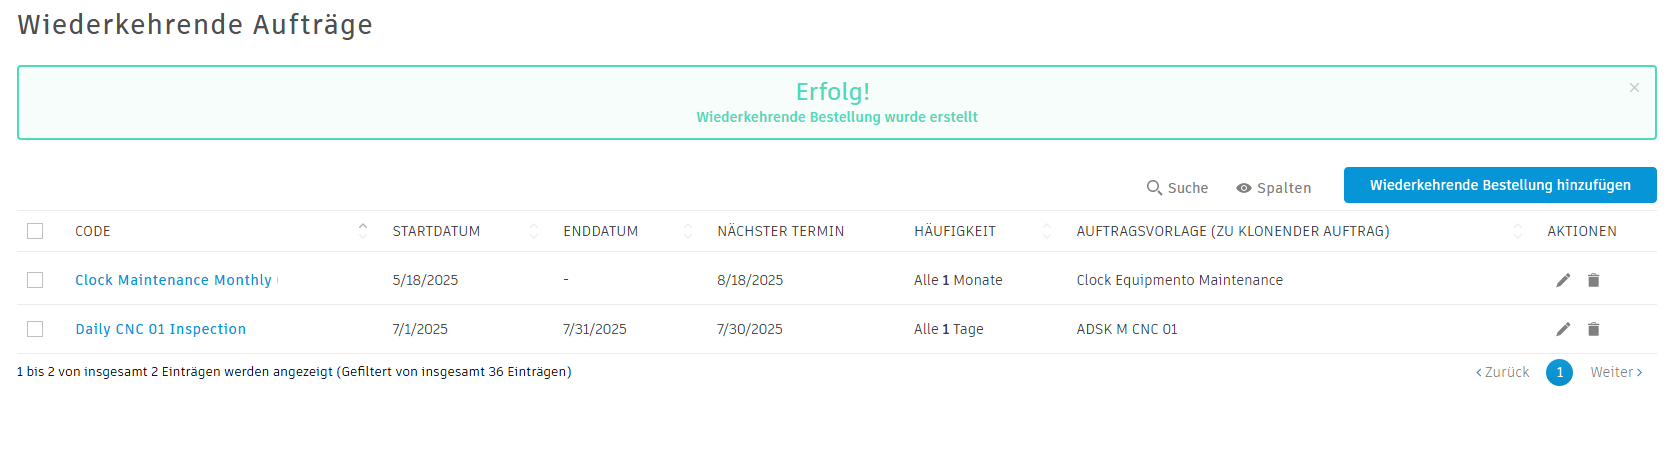 Wiederkehrende Aufträge
Erfolg!
Wiederkehrende Bestellung wurde erstellt
Suche Spalten Wiederkehrende Bestellung hinzufügen
CODE STARTDATUM ENDDATUM NÄCHSTER TERMIN HÄUFIGKEIT AUFTRAGSVORLAGE (ZU KLONENDER AUFTRAG) AKTIONEN
Clock Maintenance Monthly 5/18/2025 - 8/18/2025 Alle 1 Monate Clock Equipmento Maintenance
Daily CNC 01 Inspection 7/1/2025 7/31/2025 7/30/2025 Alle 1 Tage ADSK M CNC 01
1 bis 2 von insgesamt 2 Einträgen werden angezeigt (Gefiltert von insgesamt 36 Einträgen) ‹ Zurück 1 Weiter ›